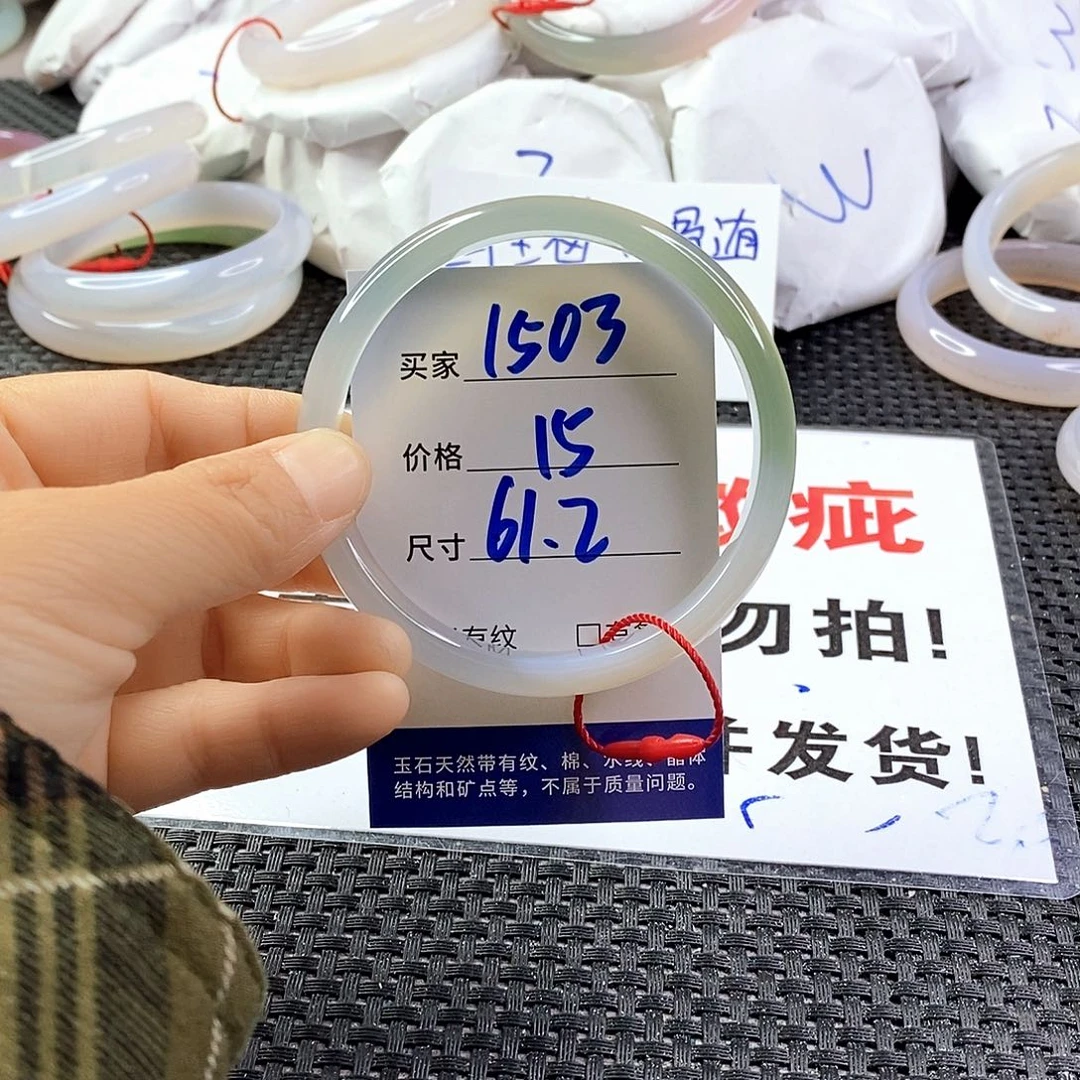 买家 1503
价格 15
尺寸 61.2
有纹 □
玉石天然带有纹、棉、水线、晶体
结构和矿点等，不属于质量问题。
疵
勿拍!
并发货!